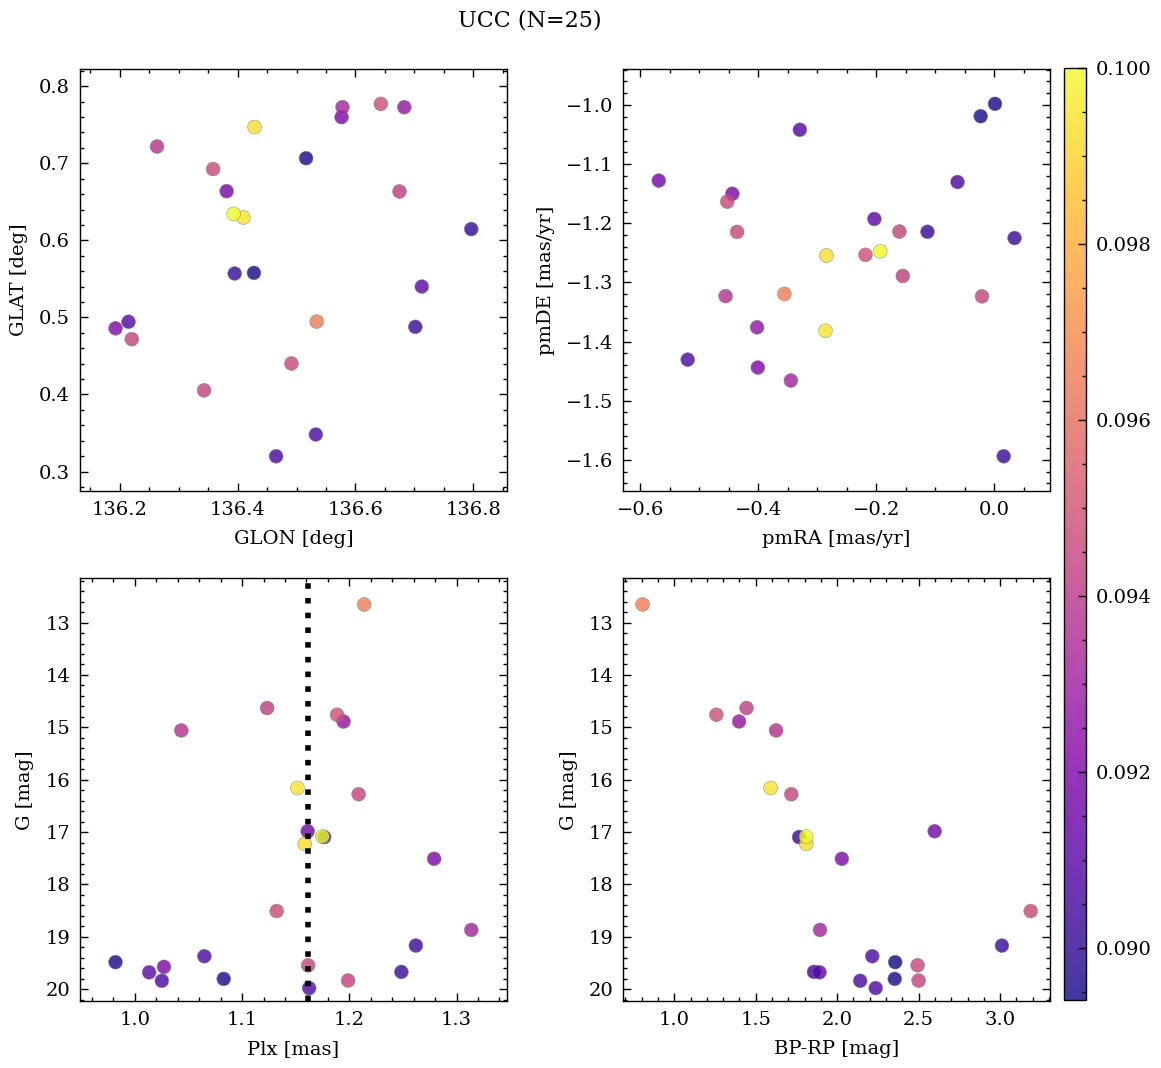 UCC (N=25)
0.8
0.7
0.6
0.5
0.4
0.3
GLAT [deg]
136.2 136.4 136.6 136.8
GLON [deg]
−1.0
−1.1
−1.2
−1.3
−1.4
−1.5
−1.6
pmDE [mas/yr]
−0.6 −0.4 −0.2 0.0
pmRA [mas/yr]
13
14
15
16
17
18
19
20
G [mag]
1.0 1.1 1.2 1.3
Plx [mas]
13
14
15
16
17
18
19
20
G [mag]
1.0 1.5 2.0 2.5 3.0
BP-RP [mag]
0.100
0.098
0.096
0.094
0.092
0.090